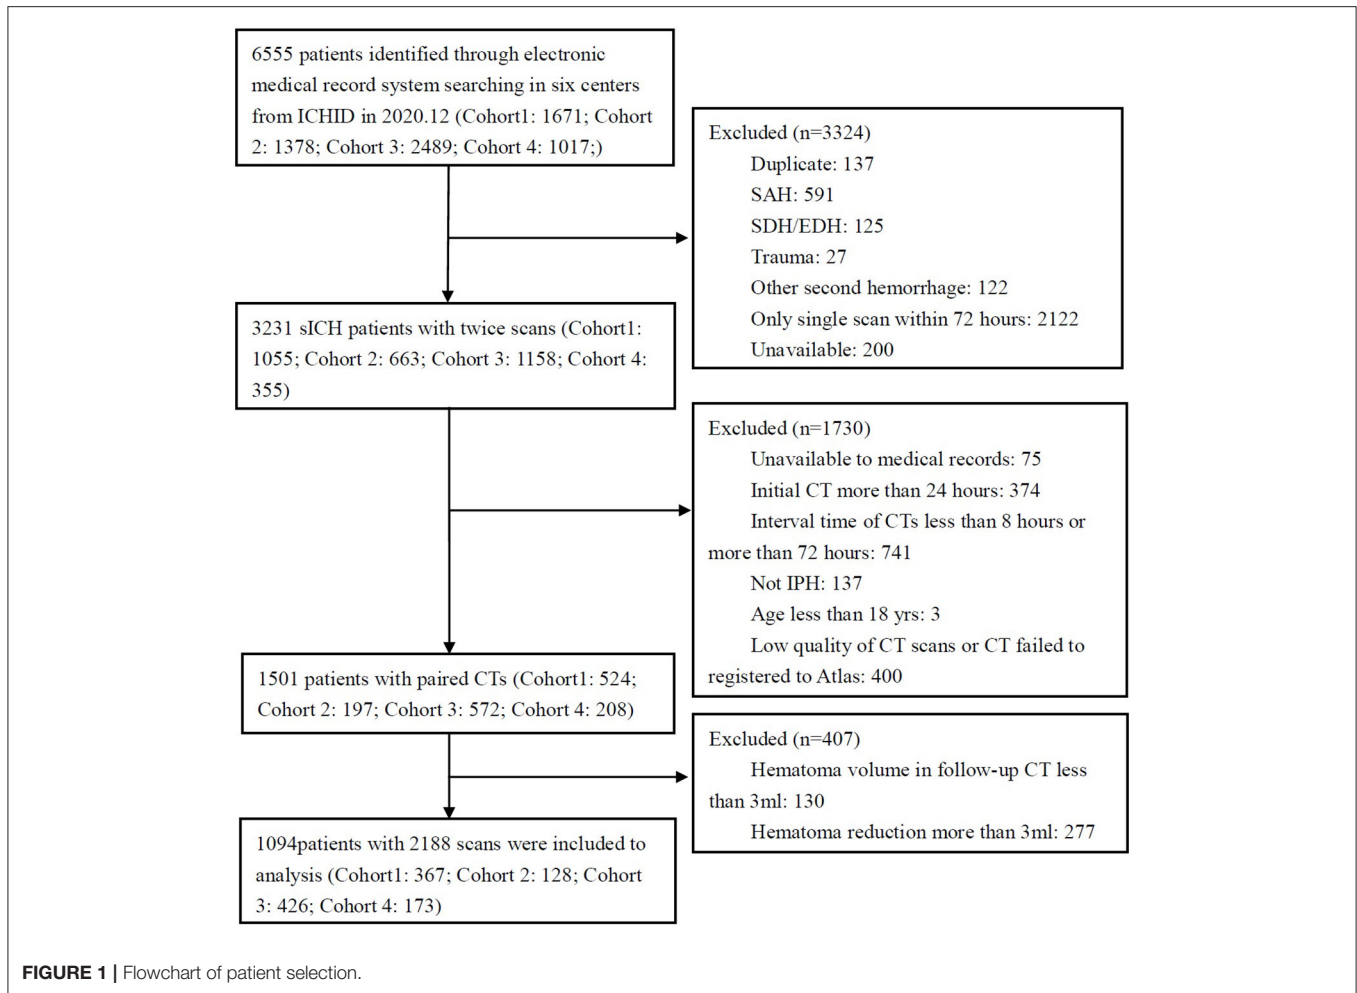 6555 patients identified through electronic
medical record system searching in six centers
from ICHID in 2020.12 (Cohort1: 1671; Cohort
2: 1378; Cohort 3: 2489; Cohort 4: 1017;)
Excluded (n=3324)
Duplicate: 137
SAH: 591
SDH/EDH: 125
Trauma: 27
Other second hemorrhage: 122
Only single scan within 72 hours: 2122
Unavailable: 200
3231 sICH patients with twice scans (Cohort1:
1055; Cohort 2: 663; Cohort 3: 1158; Cohort 4:
355)
Excluded (n=1730)
Unavailable to medical records: 75
Initial CT more than 24 hours: 374
Interval time of CTs less than 8 hours or
more than 72 hours: 741
Not IPH: 137
Age less than 18 yrs: 3
Low quality of CT scans or CT failed to
registered to Atlas: 400
1501 patients with paired CTs (Cohort1: 524;
Cohort 2: 197; Cohort 3: 572; Cohort 4: 208)
Excluded (n=407)
Hematoma volume in follow-up CT less
than 3ml: 130
Hematoma reduction more than 3ml: 277
1094patients with 2188 scans were included to
analysis (Cohort1: 367; Cohort 2: 128; Cohort
3: 426; Cohort 4: 173)
FIGURE 1 | Flowchart of patient selection.